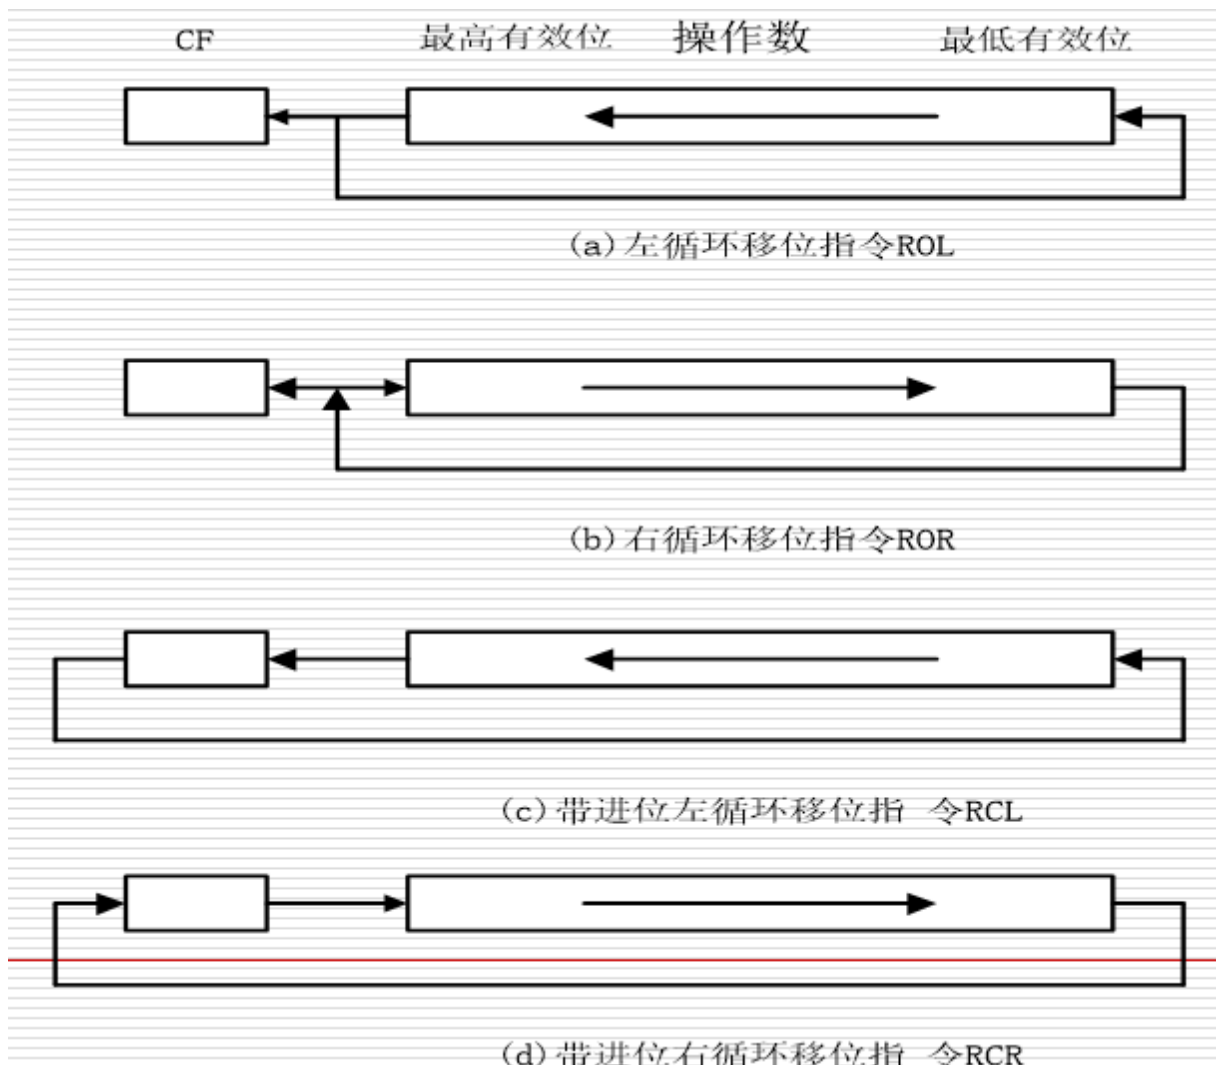 CF 最高有效位 操作数 最低有效位
(a)左循环移位指令ROL
(b)右循环移位指令ROR
(c)带进位左循环移位指 令RCL
(d)带进位右循环移位指 令RCR